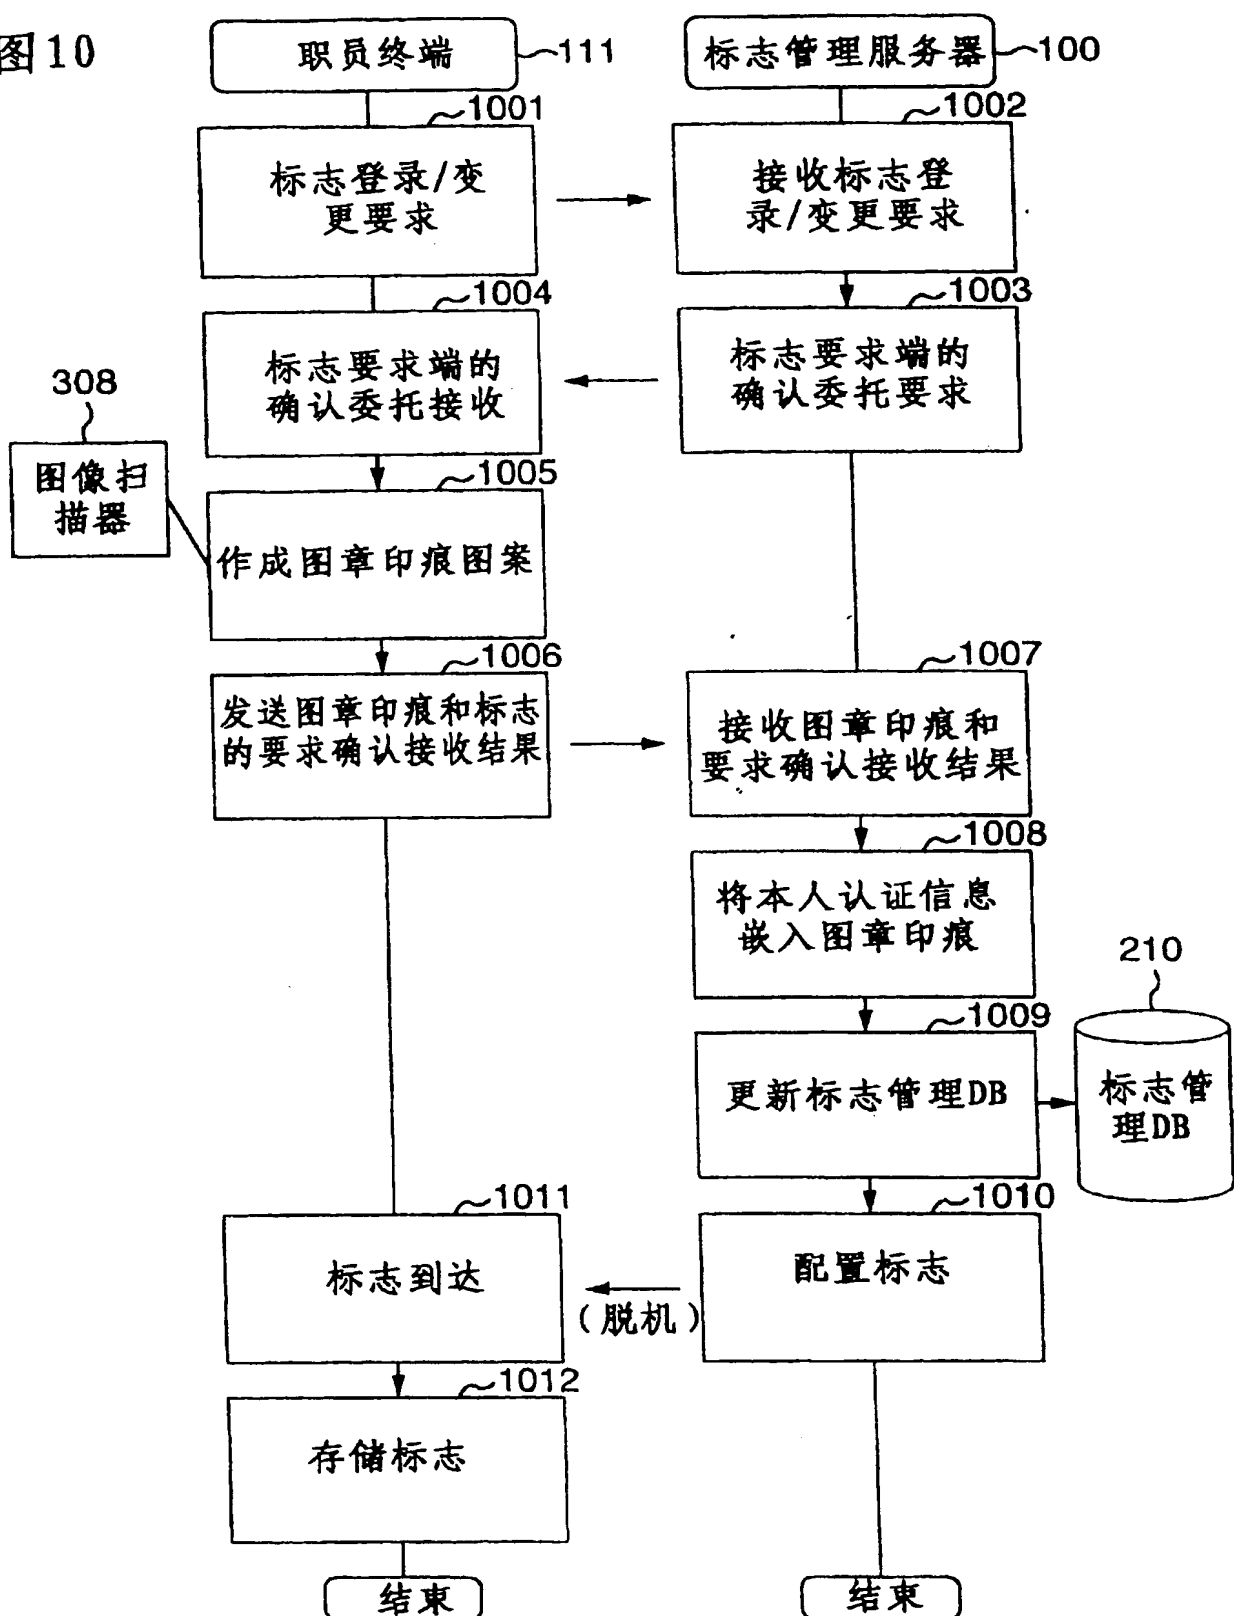 图10
职员终端
111
标志管理服务器
100
1001
标志登录/变
更要求
1002
接收标志登
录/变更要求
1004
标志要求端的
确认委托接收
1003
标志要求端的
确认委托要求
308
图像扫
描器
1005
作成图章印痕图案
1006
发送图章印痕和标志
的要求确认接收结果
1007
接收图章印痕和
要求确认接收结果
1008
将本人认证信息
嵌入图章印痕
1009
更新标志管理DB
210
标志管
理DB
1011
标志到达
1010
配置标志
(脱机)
1012
存储标志
结束
结束